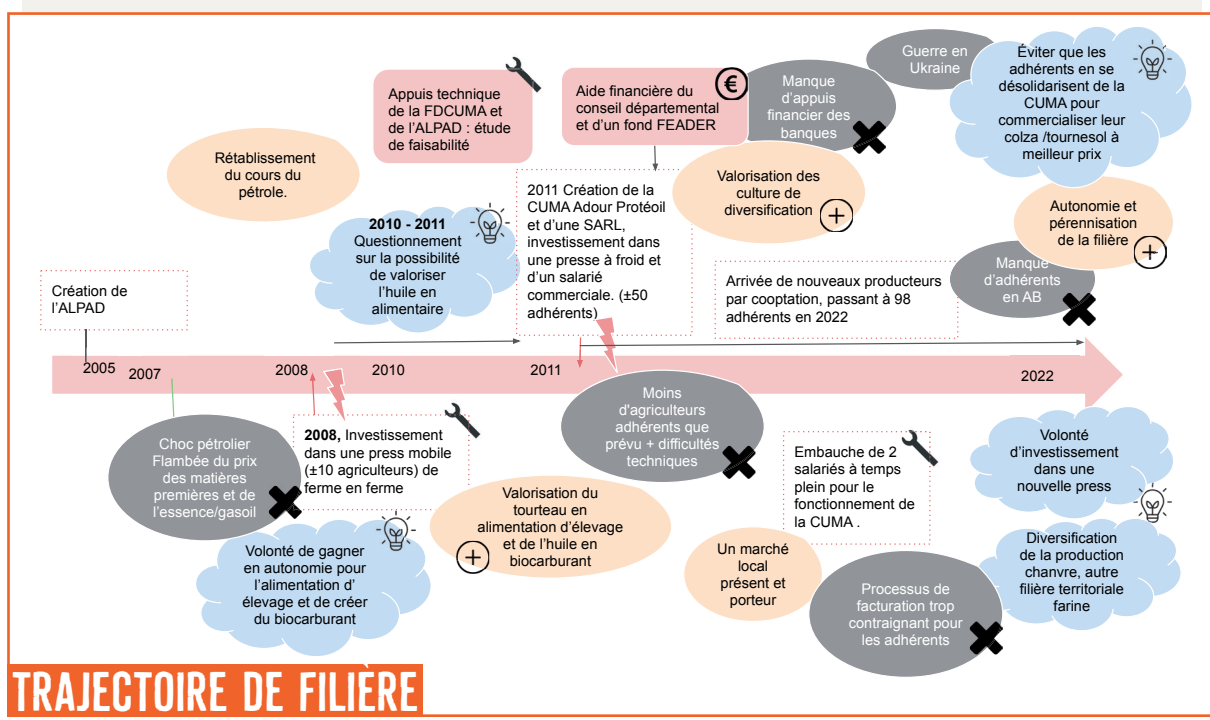 Guerre en
Ukraine
Éviter que les
adhérents en se
désolidarisent de la
CUMA pour
commercialiser leur
colza /tournesol à
meilleur prix
Manque
d'appuis
financier des
banques
Aide financière du
conseil départemental
et d'un fond FEADER
€
Appuis technique
de la FDCUMA et
de l'ALPAD : étude
de faisabilité
Rétablissement
du cours du
pétrole.
Valorisation des
culture de
diversification
2011 Création de la
CUMA Adour Protéoil
et d'une SARL,
investissement dans
une presse à froid et
d'un salarié
commerciale. (±50
adhérents)
2010 - 2011
Questionnement
sur la possibilité
de valoriser
l'huile en
alimentaire
Autonomie et
pérennisation
de la filière
Manque
d'adhérents
en AB
Arrivée de nouveaux producteurs
par cooptation, passant à 98
adhérents en 2022
Création de
l'ALPAD
2005
2007
2008
2010
2011
2022
Choc pétrolier
Flambée du prix
des matières
premières et de
l'essence/gasoil
2008, Investissement
dans une press mobile
(±10 agriculteurs) de
ferme en ferme
Volonté de gagner
en autonomie pour
l'alimentation d'
élevage et de créer
du biocarburant
Valorisation du
tourteau en
alimentation d'élevage
et de l'huile en
biocarburant
Moins
d'agriculteurs
adhérents que
prévu + difficultés
techniques
Embauche de 2
salariés à temps
plein pour le
fonctionnement de
la CUMA .
Un marché
local
présent et
porteur
Processus de
facturation trop
contraignant pour
les adhérents
Volonté
d'investissement
dans une
nouvelle press
Diversification
de la production
chanvre, autre
filière territoriale
farine
TRAJECTOIRE DE FILIÈRE